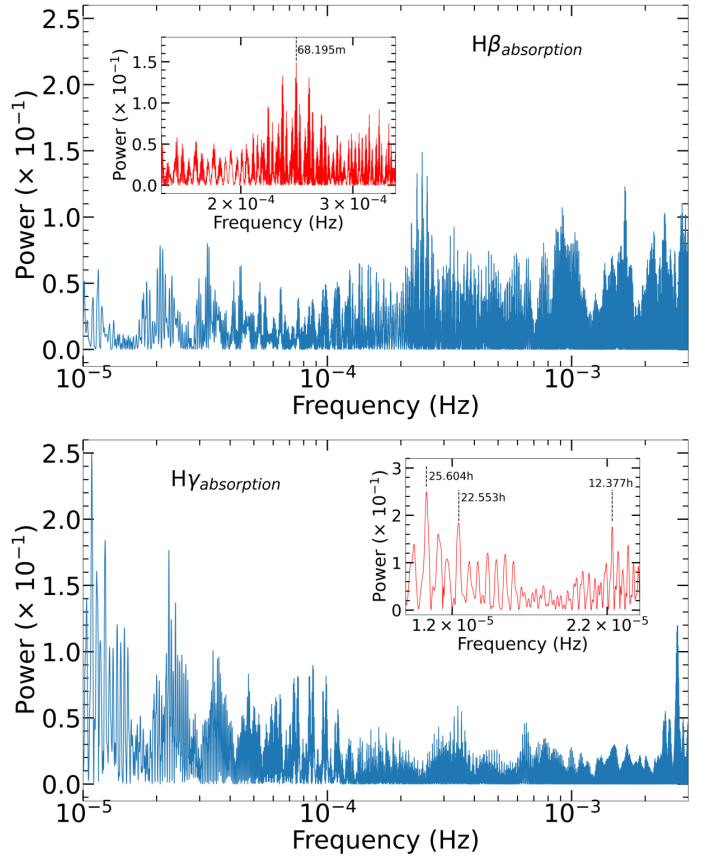 2.5
Hβabsorption
68.195m
1.5
1.0
0.5
0.0
Power (× 10⁻¹)
2 × 10⁻⁴ 3 × 10⁻⁴
Frequency (Hz)
2.0
1.5
1.0
0.5
0.0
Power (× 10⁻¹)
10⁻⁵ 10⁻⁴ 10⁻³
Frequency (Hz)
2.5
Hγabsorption
25.604h
22.553h
12.377h
3
2
1
0
Power (× 10⁻¹)
1.2 × 10⁻⁵ 2.2 × 10⁻⁵
Frequency (Hz)
2.0
1.5
1.0
0.5
0.0
Power (× 10⁻¹)
10⁻⁵ 10⁻⁴ 10⁻³
Frequency (Hz)